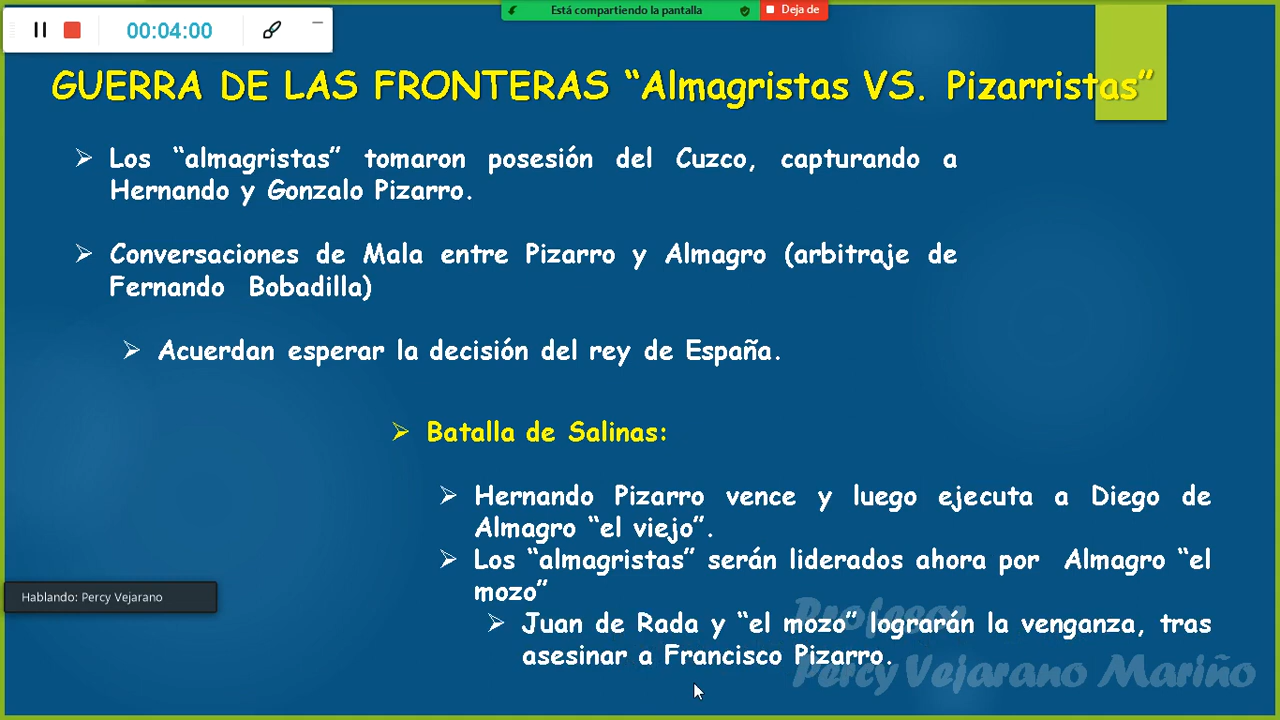 Está compartiendo la pantalla
Deja de
00:04:00
GUERRA DE LAS FRONTERAS “Almagristas VS. Pizarristas”
Los “almagristas” tomaron posesión del Cuzco, capturando a
Hernando y Gonzalo Pizarro.
Conversaciones de Mala entre Pizarro y Almagro (arbitraje de
Fernando Bobadilla)
Acuerdan esperar la decisión del rey de España.
Batalla de Salinas:
Hernando Pizarro vence y luego ejecuta a Diego de
Almagro “el viejo”.
Los “almagristas” serán liderados ahora por Almagro “el
mozo”
Juan de Rada y “el mozo” lograrán la venganza, tras
asesinar a Francisco Pizarro.
Hablando: Percy Vejarano
Profesor
Percy Vejarano Mariño